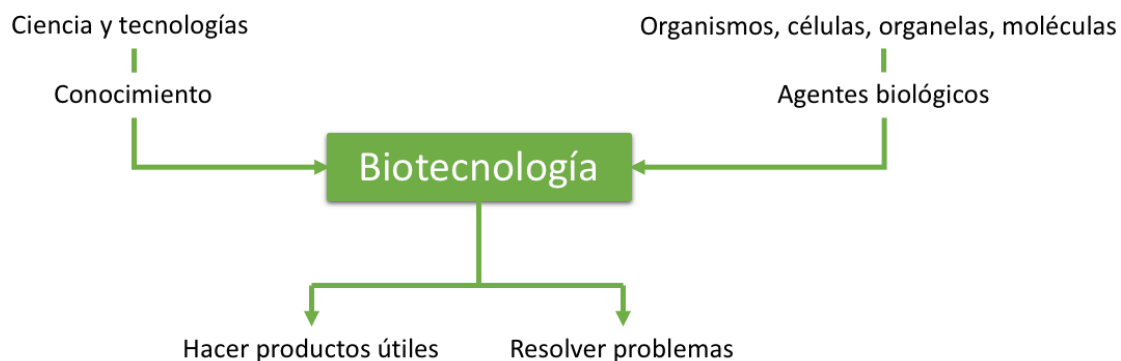 Ciencia y tecnologías
Organismos, células, organelas, moléculas
Conocimiento
Agentes biológicos
Biotecnología
Hacer productos útiles
Resolver problemas